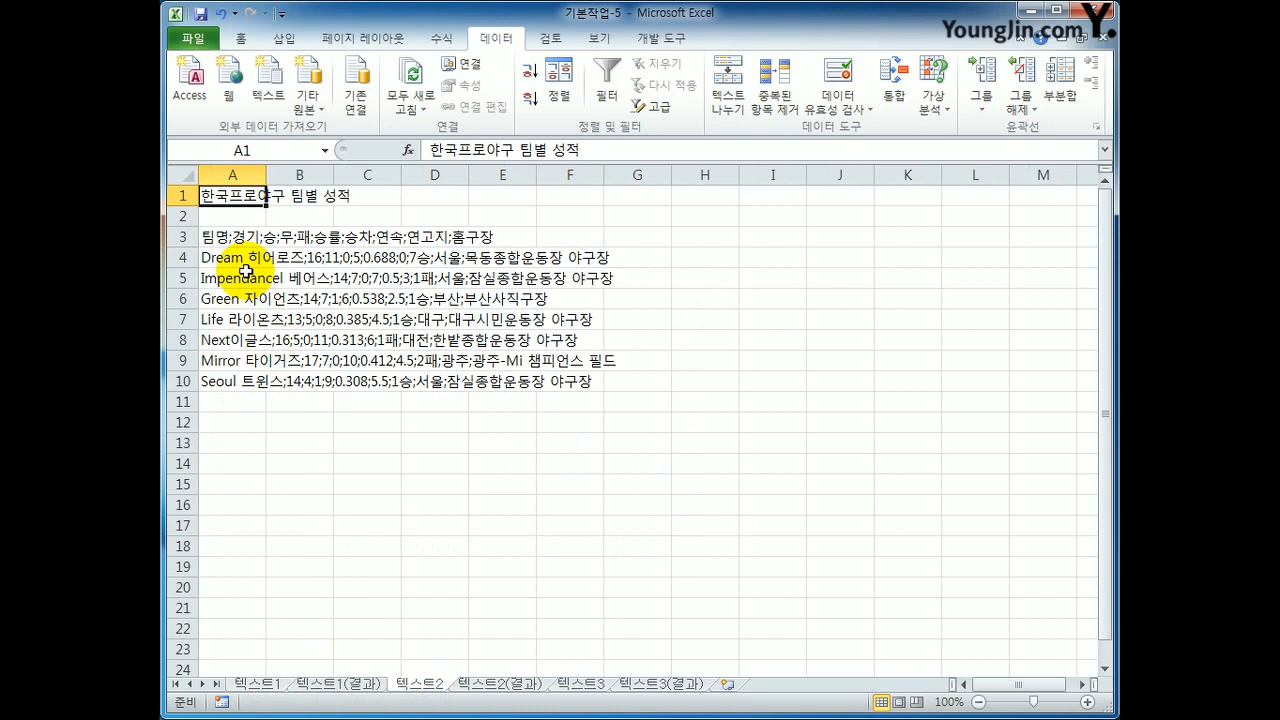 기본작업-5 - Microsoft Excel
YoungJin.com Y.
파일 홈 삽입 페이지 레이아웃 수식 데이터 검토 보기 개발 도구
Access 웹 텍스트 기타 원본 기존 연결 모두 새로 고침 연결 속성 연결 편집 정렬 필터 지우기 다시 적용 고급 텍스트 나누기 중복된 항목 제거 데이터 유효성 검사 통합 가상 분석 그룹 그룹 해제 부분합
외부 데이터 가져오기 연결 정렬 및 필터 데이터 도구 윤곽선
A1 fx 한국프로야구 팀별 성적
A B C D E F G H I J K L M
1 한국프로야구 팀별 성적
2
3 팀명;경기;승;무;패;승률;승차;연속;연고지;홈구장
4 Dream 히어로즈;16;11;0;5;0.688;0;7승;서울;목동종합운동장 야구장
5 Impendancel 베어스;14;7;0;7;0.5;3;1패;서울;잠실종합운동장 야구장
6 Green 자이언츠;14;7;1;6;0.538;2.5;1승;부산;부산사직구장
7 Life 라이온츠;13;5;0;8;0.385;4.5;1승;대구;대구시민운동장 야구장
8 Next이글스;16;5;0;11;0.313;6;1패;대전;한밭종합운동장 야구장
9 Mirror 타이거즈;17;7;0;10;0.412;4.5;2패;광주;광주-Mi 챔피언스 필드
10 Seoul 트윈스;14;4;1;9;0.308;5.5;1승;서울;잠실종합운동장 야구장
11
12
13
14
15
16
17
18
19
20
21
22
23
24
텍스트1 텍스트1(결과) 텍스트2 텍스트2(결과) 텍스트3 텍스트3(결과)
준비 100%